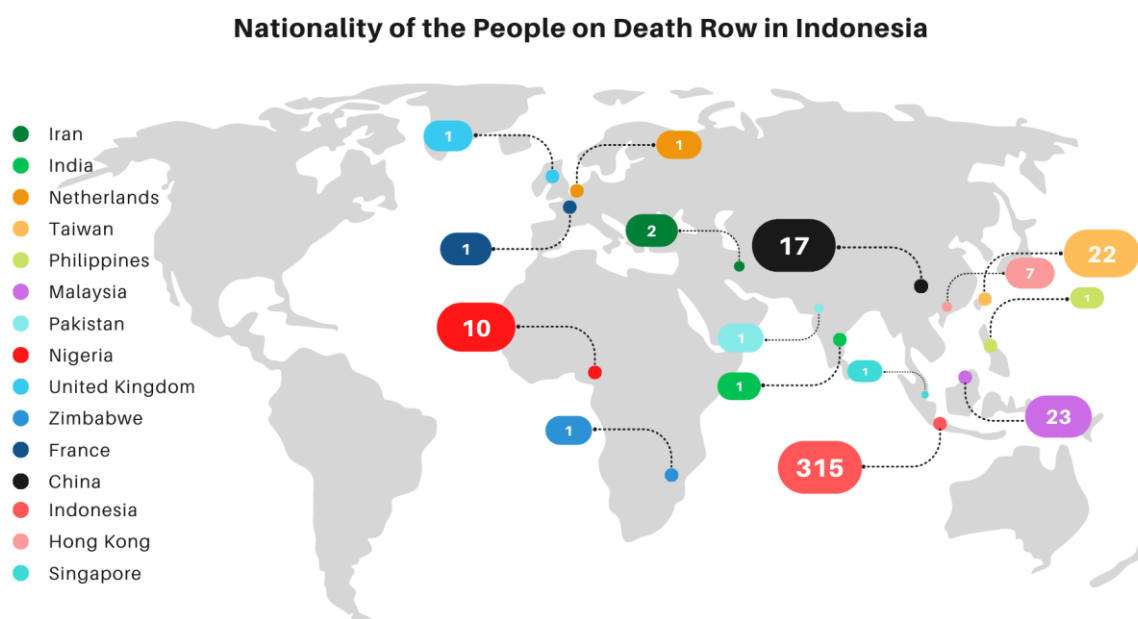 Nationality of the People on Death Row in Indonesia
Iran
India
Netherlands
Taiwan
Philippines
Malaysia
Pakistan
Nigeria
United Kingdom
Zimbabwe
France
China
Indonesia
Hong Kong
Singapore
1
1
2
17
1
22
7
1
10
1
1
1
23
1
315